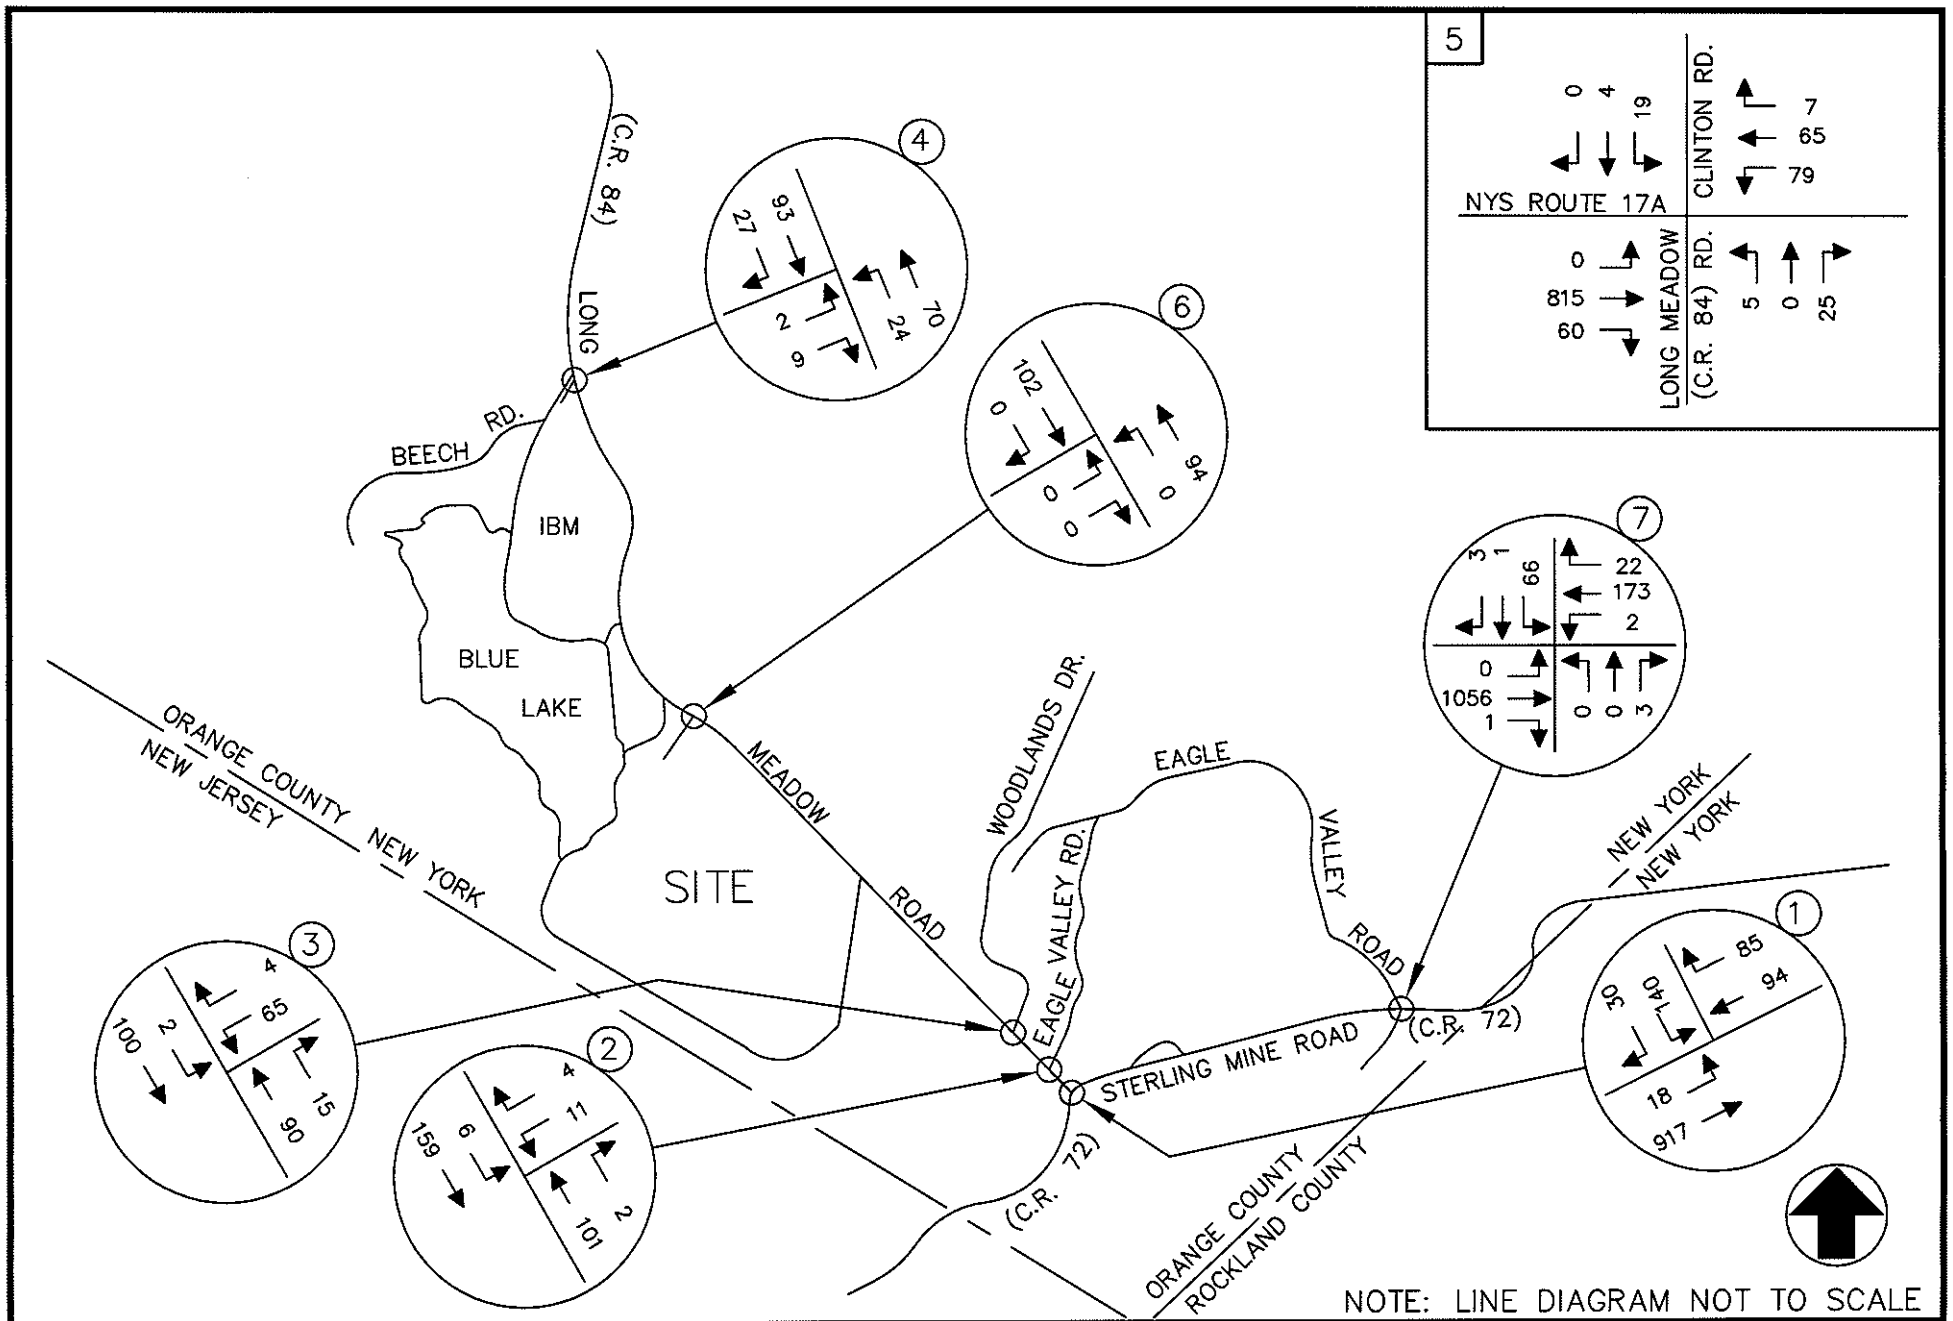 5
0
4
19
CLINTON RD.
7
65
79
NYS ROUTE 17A
0
815
60
LONG MEADOW
(C.R. 84) RD.
5
0
25
(C.R. 84)
LONG
4
27
93
2
9
24
70
6
102
0
0
0
94
0
BEECH RD.
IBM
BLUE
LAKE
7
3
1
66
22
173
2
0
1056
1
0
0
3
ORANGE COUNTY NEW YORK
NEW JERSEY
SITE
MEADOW
ROAD
WOODLANDS DR.
EAGLE VALLEY RD.
EAGLE
VALLEY
ROAD
NEW YORK
NEW YORK
STERLING MINE ROAD
(C.R. 72)
3
100
2
4
65
90
15
2
159
6
4
11
101
2
1
30
140
85
94
18
917
(C.R. 72)
ORANGE COUNTY
ROCKLAND COUNTY
NOTE: LINE DIAGRAM NOT TO SCALE